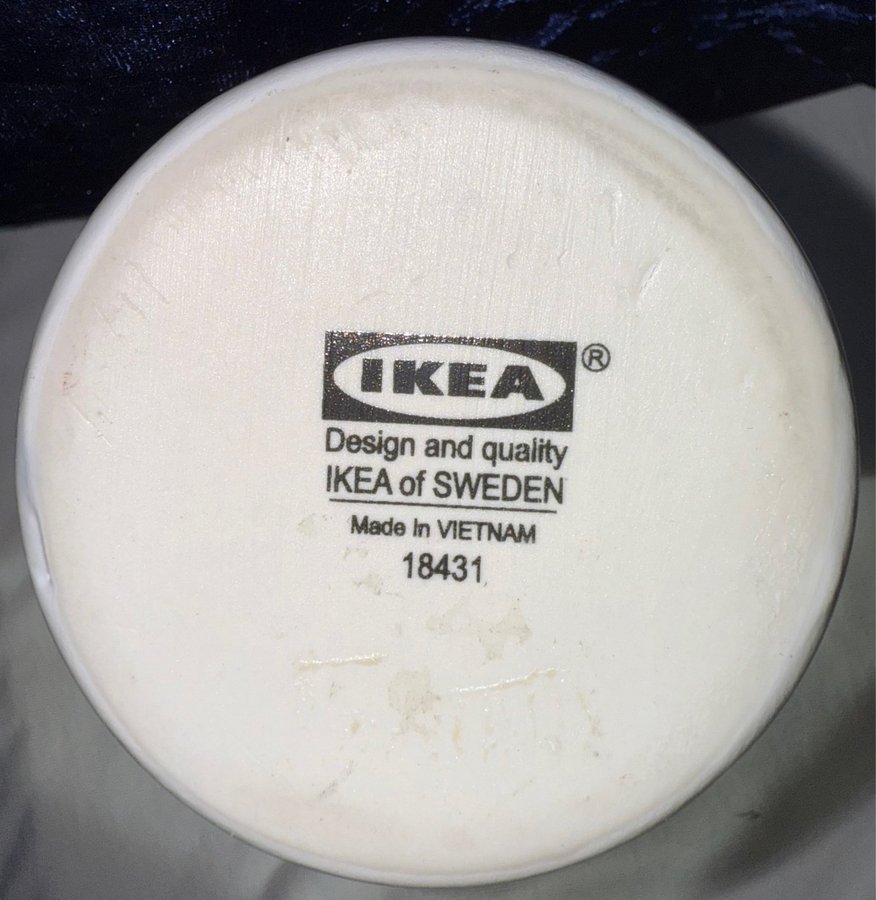 IKEA®
Design and quality
IKEA of SWEDEN
Made In VIETNAM
18431